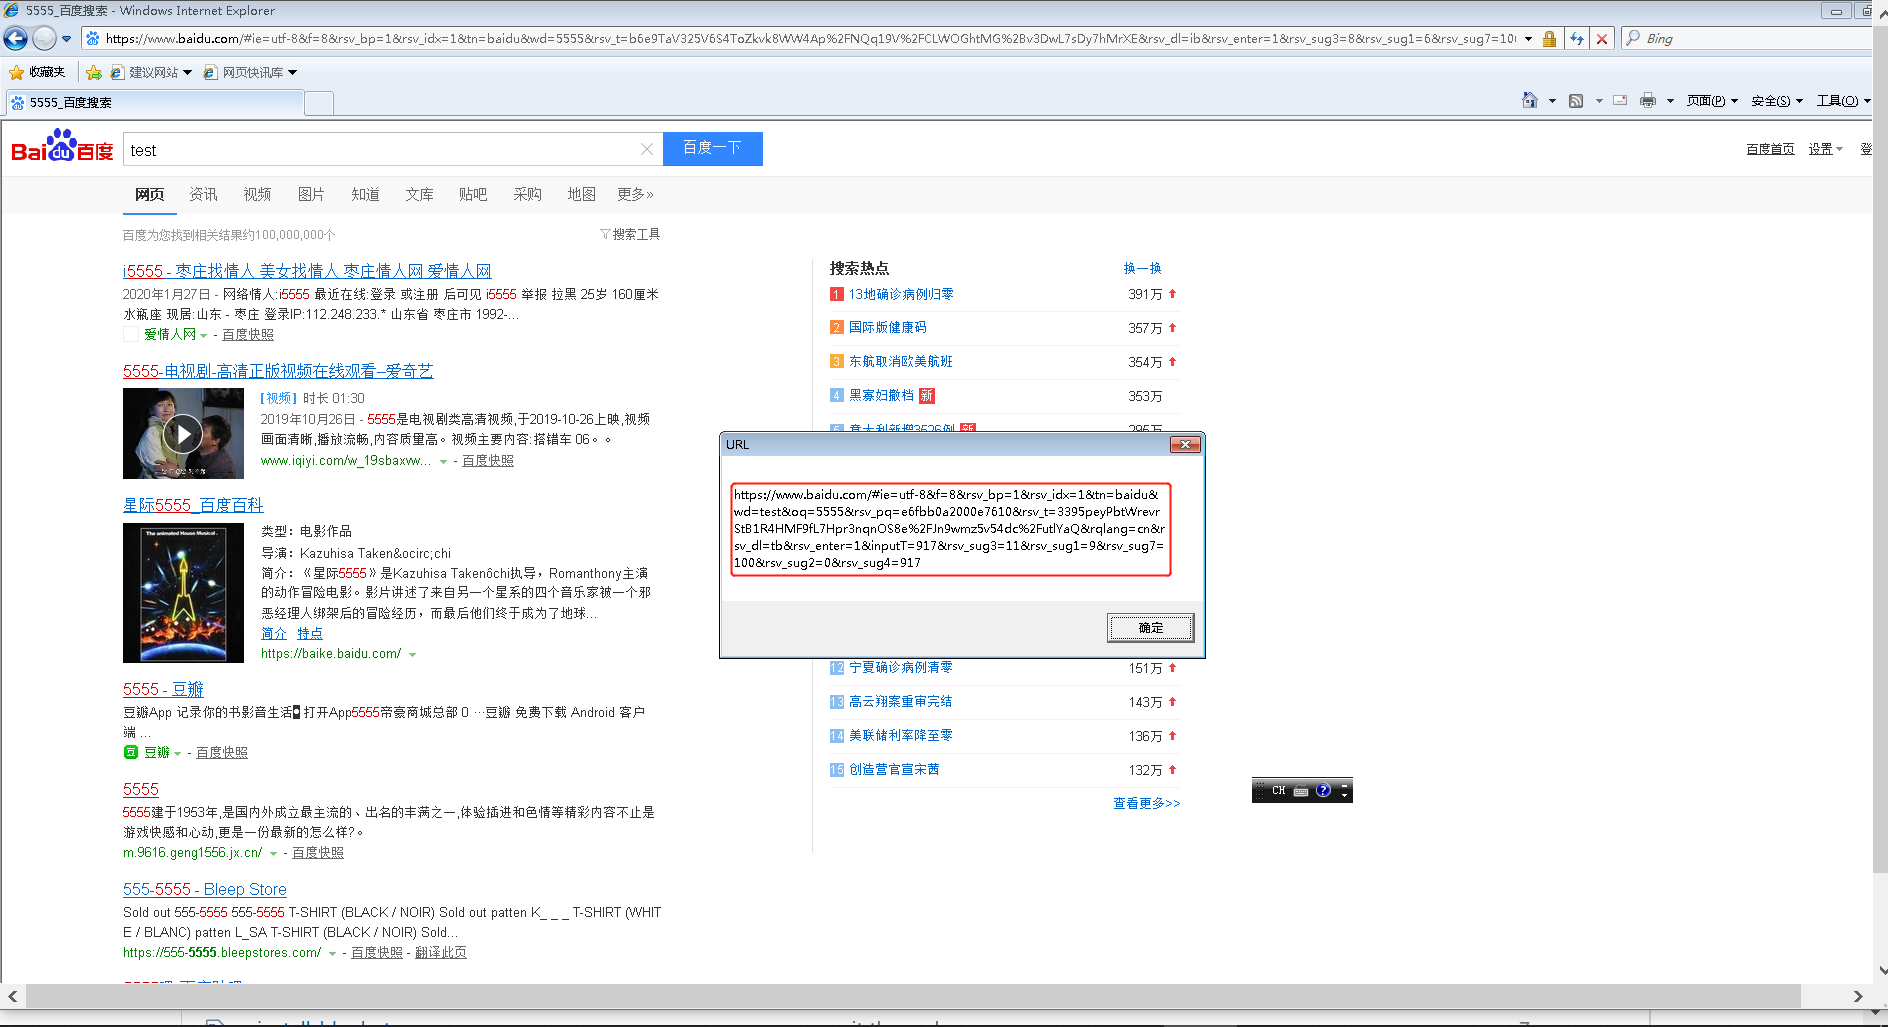 5555_百度搜索 - Windows Internet Explorer
https://www.baidu.com/#ie=utf-8&f=8&rsv_bp=1&rsv_idx=1&tn=baidu&wd=5555&rsv_t=b6e9TaV325V6S4ToZkvk8WW4Ap%2FNQq19V%2FCLWOGhtMG%2Bv3DwL7sDy7hMrXE&rsv_dl=ib&rsv_enter=1&rsv_sug3=8&rsv_sug1=6&rsv_sug7=10
Bing
收藏夹 建议网站 网页快讯库
5555_百度搜索
页面(P) 安全(S) 工具(O)
Bai du 百度
test
百度一下
百度首页 设置 登
网页 资讯 视频 图片 知道 文库 贴吧 采购 地图 更多»
百度为您找到相关结果约100,000,000个
搜索工具
i5555 - 枣庄找情人 美女找情人 枣庄情人网 爱情人网
2020年1月27日 - 网络情人:i5555 最近在线:登录 或注册 后可见 i5555 举报 拉黑 25岁 160厘米
水瓶座 现居:山东 - 枣庄 登录IP:112.248.233.* 山东省 枣庄市 1992-...
爱情人网 - 百度快照
5555-电视剧-高清正版视频在线观看–爱奇艺
[视频] 时长 01:30
2019年10月26日 - 5555是电视剧类高清视频,于2019-10-26上映,视频
画面清晰,播放流畅,内容质量高。视频主要内容:搭错车 06。。
www.iqiyi.com/w_19sbaxvw... - 百度快照
星际5555_百度百科
The animated House Musical.
类型：电影作品
导演：Kazuhisa Taken&ocirc;chi
简介：《星际5555》是Kazuhisa Takenôchi执导，Romanthony主演
的动作冒险电影。影片讲述了来自另一个星系的四个音乐家被一个邪
恶经理人绑架后的冒险经历，而最后他们终于成为了地球...
简介 特点
https://baike.baidu.com/
5555 - 豆瓣
豆瓣App 记录你的书影音生活 打开App5555帝豪商城总部 0 ···豆瓣 免费下载 Android 客户
端 ...
豆 豆瓣 - 百度快照
5555
5555建于1953年,是国内外成立最主流的、出名的丰满之一,体验插进和色情等精彩内容不止是
游戏快感和心动,更是一份最新的怎么样?。
m.9616.geng1556.jx.cn/ - 百度快照
555-5555 - Bleep Store
Sold out 555-5555 555-5555 T-SHIRT (BLACK / NOIR) Sold out patten K_ _ _ T-SHIRT (WHIT
E / BLANC) patten L_SA T-SHIRT (BLACK / NOIR) Sold...
https://555-5555.bleepstores.com/ - 百度快照 - 翻译此页
搜索热点 换一换
1 13地确诊病例归零 391万
2 国际版健康码 357万
3 东航取消欧美航班 354万
4 黑寡妇撤档 新 353万
5 意大利新增3526例 新 295万
URL
https://www.baidu.com/#ie=utf-8&f=8&rsv_bp=1&rsv_idx=1&tn=baidu&
wd=test&oq=5555&rsv_pq=e6fbb0a2000e7610&rsv_t=3395peyPbtWrevr
StB1R4HMF9fL7Hpr3nqnOS8e%2FJn9wmz5v54dc%2FutlYaQ&rqlang=cn&r
sv_dl=tb&rsv_enter=1&inputT=917&rsv_sug3=11&rsv_sug1=9&rsv_sug7=
100&rsv_sug2=0&rsv_sug4=917
确定
12 宁夏确诊病例清零 151万
13 高云翔案重审完结 143万
14 美联储利率降至零 136万
15 创造营官宣宋茜 132万
查看更多>>
CH